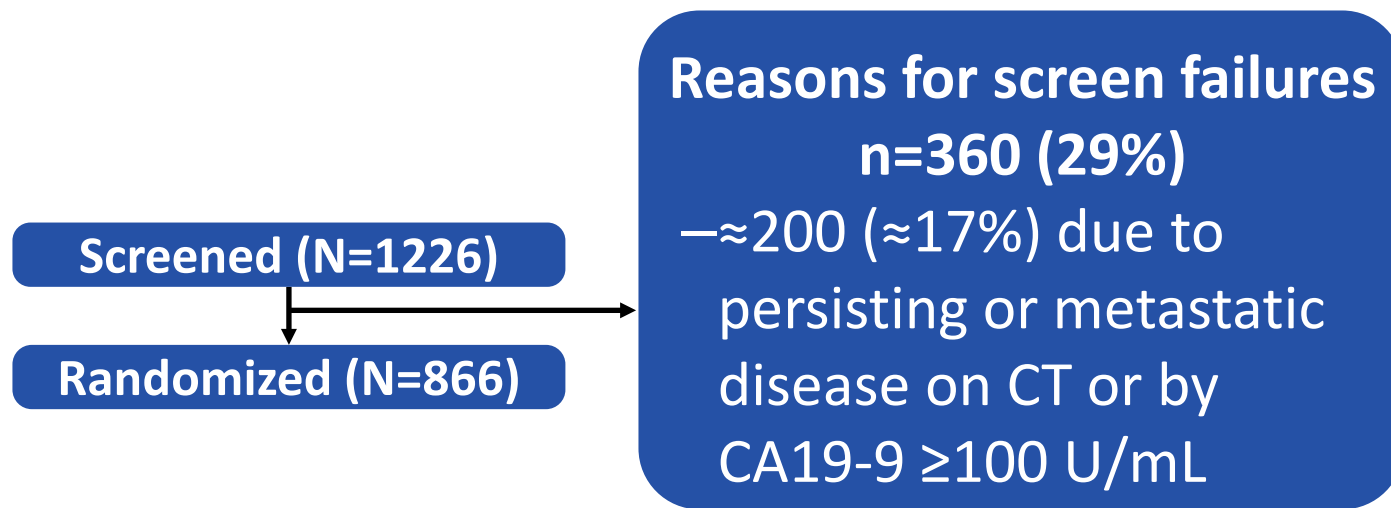 Screened (N=1226)
Randomized (N=866)
Reasons for screen failures
n=360 (29%)
–≈200 (≈17%) due to
persisting or metastatic
disease on CT or by
CA19-9 ≥100 U/mL